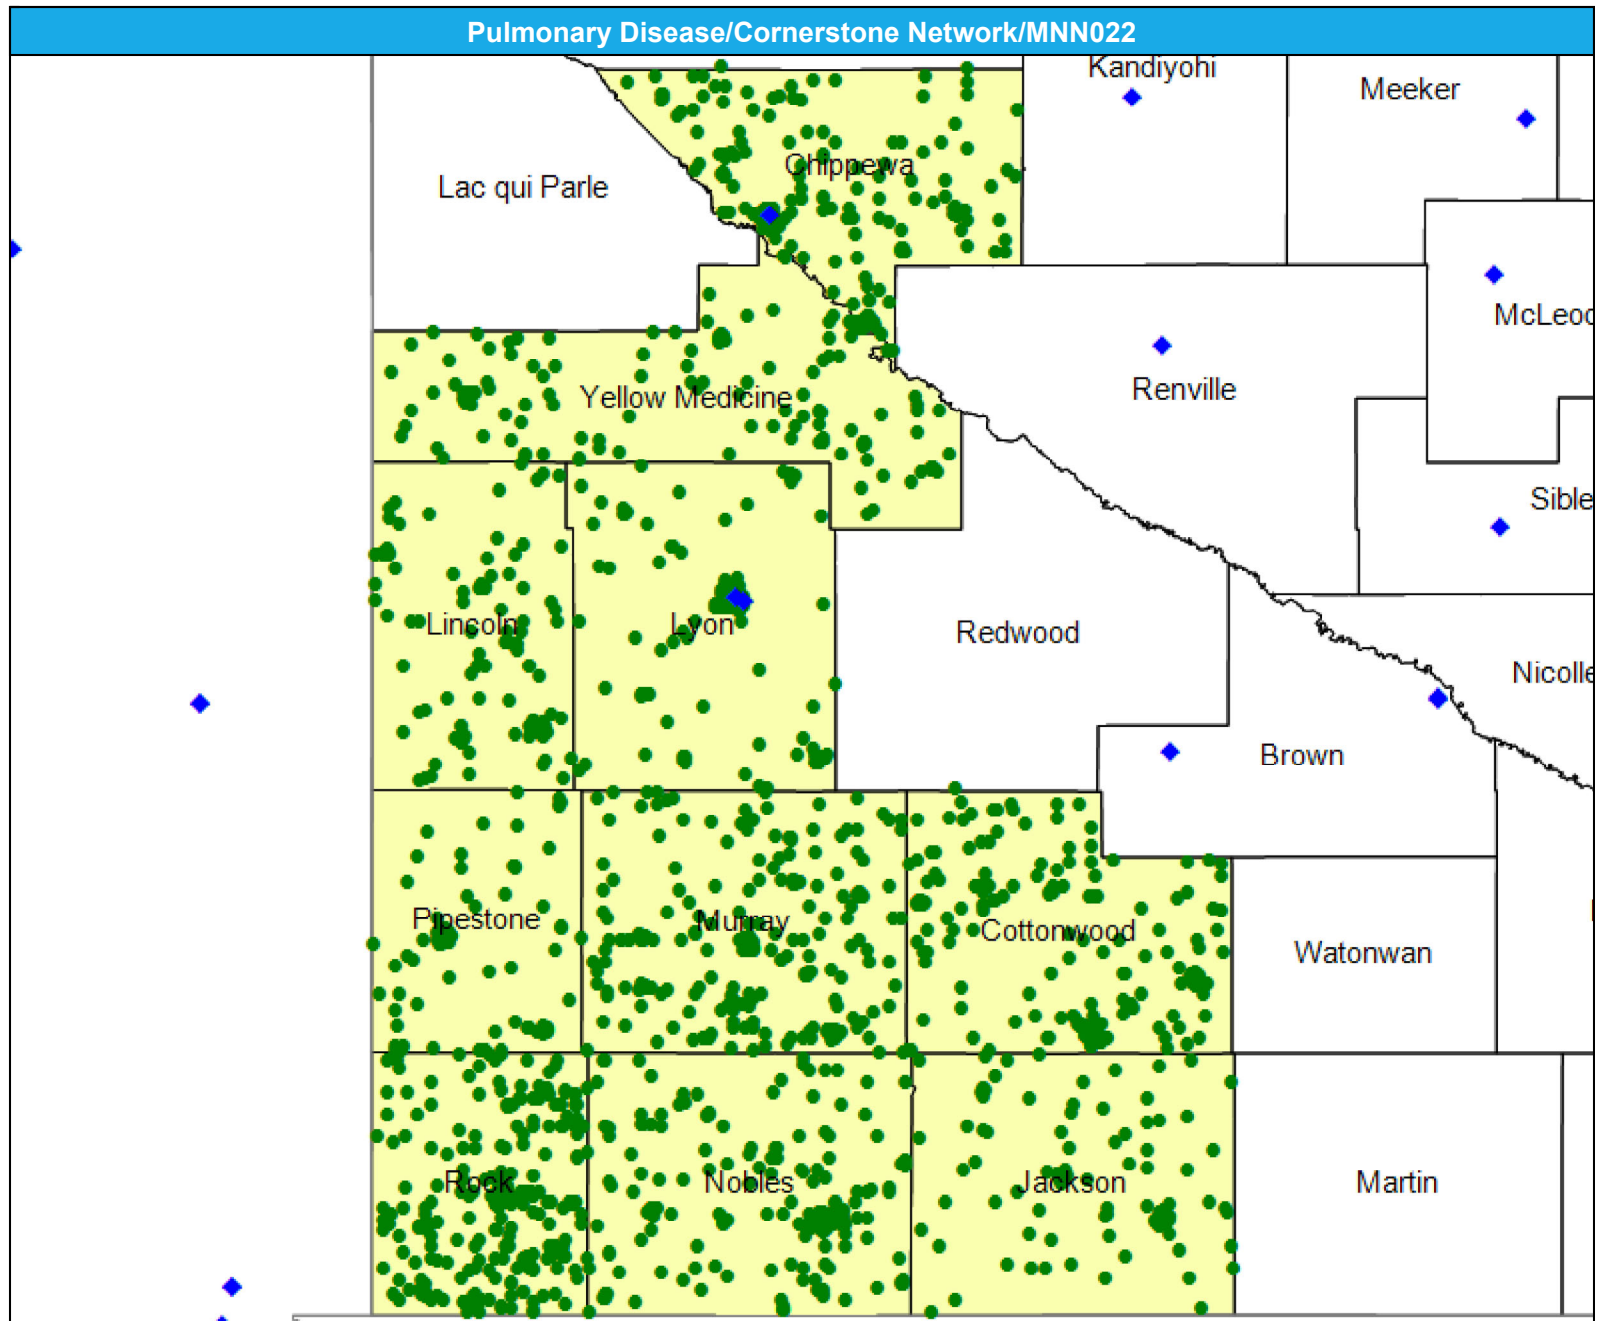 Pulmonary Disease/Cornerstone Network/MNN022
Kandiyohi
Meeker
Chippewa
Lac qui Parle
McLeod
Renville
Yellow Medicine
Sible
Lincoln
Lyon
Redwood
Nicolle
Brown
Pipestone
Murray
Cottonwood
Watonwan
Rock
Nobles
Jackson
Martin